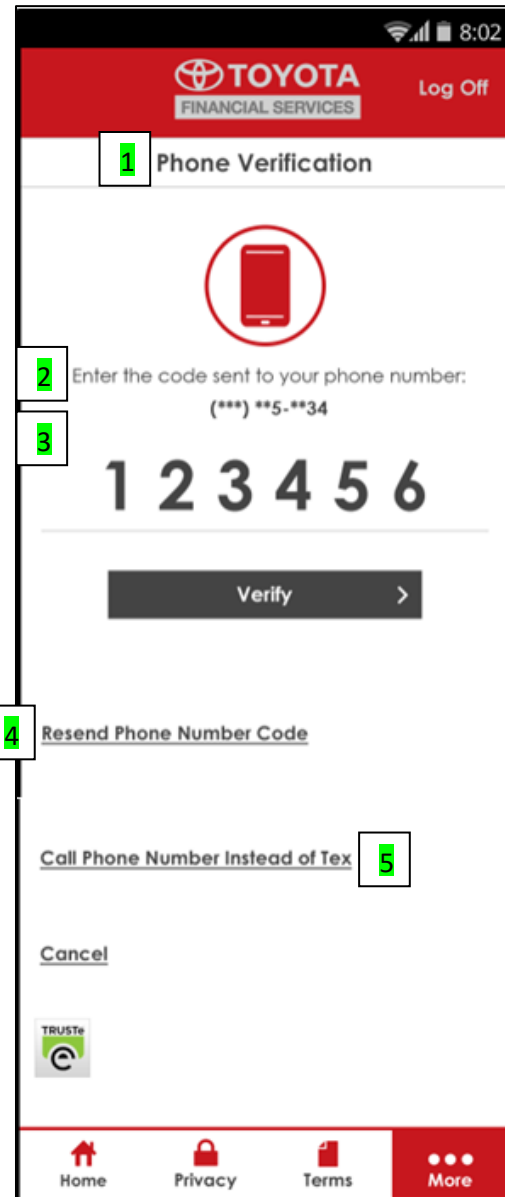 8:02
TOYOTA
FINANCIAL SERVICES
Log Off
1 Phone Verification
2 Enter the code sent to your phone number:
(***) **5-**34
3
1 2 3 4 5 6
Verify
4 Resend Phone Number Code
Call Phone Number Instead of Tex 5
Cancel
TRUSTe
Home Privacy Terms More